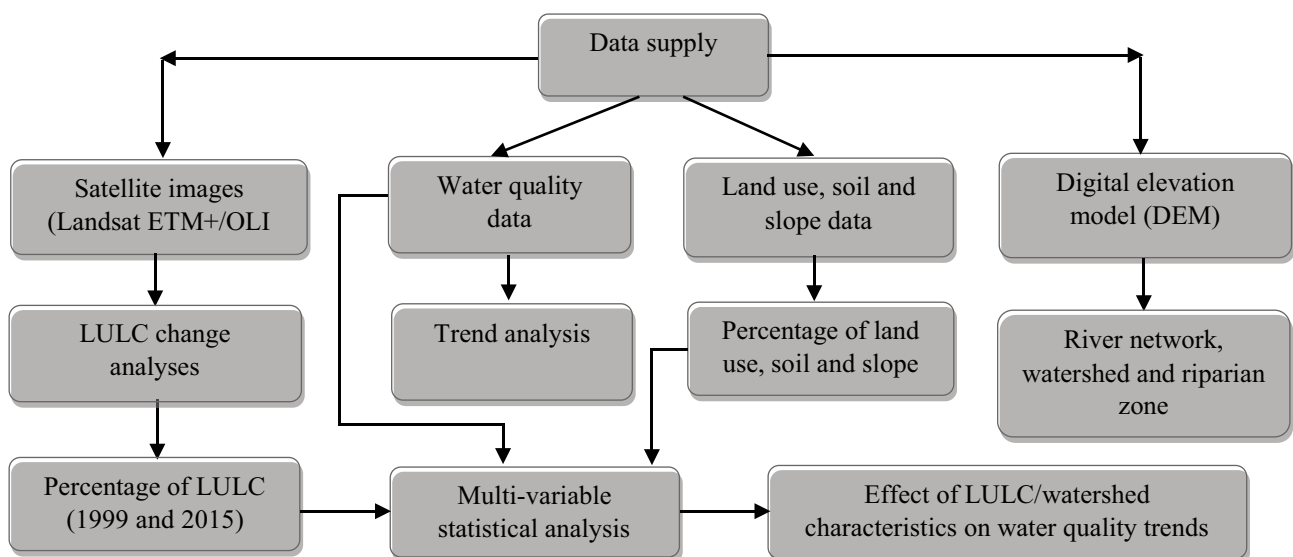 Data supply
Satellite images
(Landsat ETM+/OLI
Water quality
data
Land use, soil and
slope data
Digital elevation
model (DEM)
LULC change
analyses
Trend analysis
Percentage of land
use, soil and slope
River network,
watershed and riparian
zone
Percentage of LULC
(1999 and 2015)
Multi-variable
statistical analysis
Effect of LULC/watershed
characteristics on water quality trends